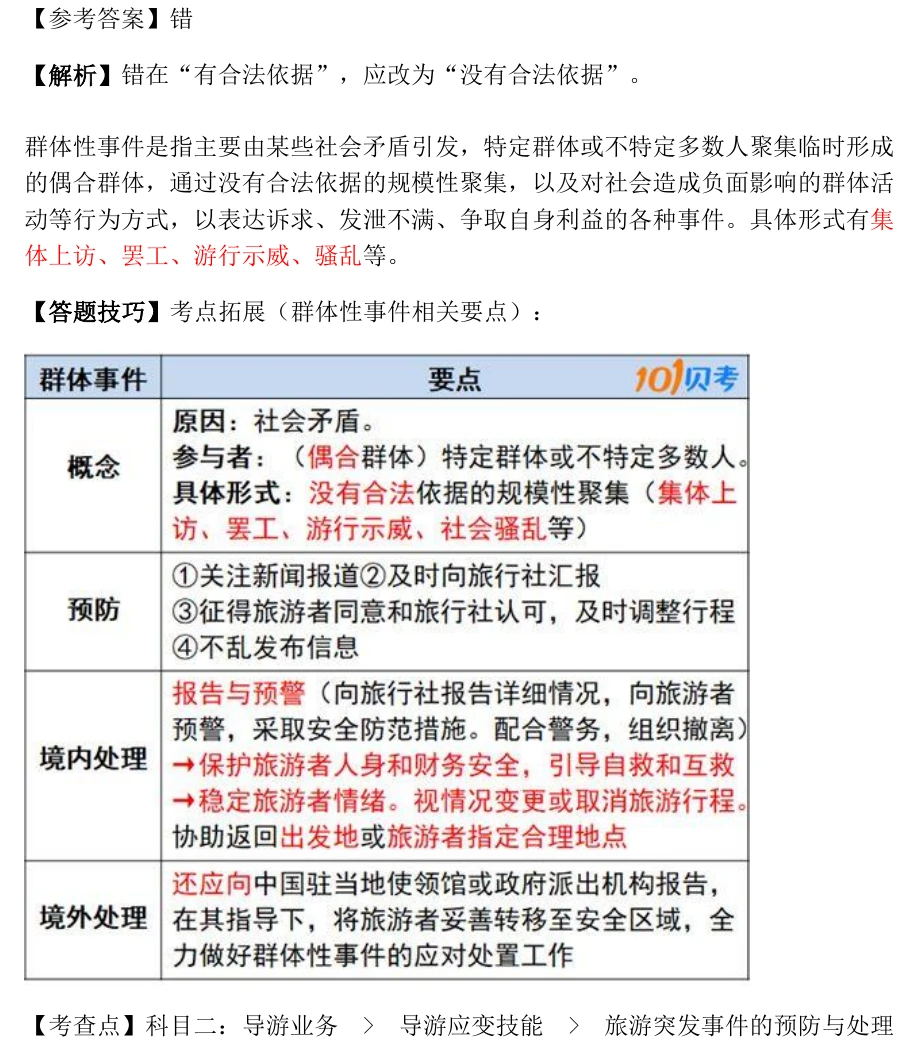 【参考答案】错
【解析】错在“有合法依据”，应改为“没有合法依据”。
群体性事件是指主要由某些社会矛盾引发，特定群体或不特定多数人聚集临时形成
的偶合群体，通过没有合法依据的规模性聚集，以及对社会造成负面影响的群体活
动等行为方式，以表达诉求、发泄不满、争取自身利益的各种事件。具体形式有集
体上访、罢工、游行示威、骚乱等。
【答题技巧】考点拓展（群体性事件相关要点）：
群体事件 要点 101贝考
概念
原因：社会矛盾。
参与者：（偶合群体）特定群体或不特定多数人。
具体形式：没有合法依据的规模性聚集（集体上
访、罢工、游行示威、社会骚乱等）
预防
①关注新闻报道②及时向旅行社汇报
③征得旅游者同意和旅行社认可，及时调整行程
④不乱发布信息
境内处理
报告与预警（向旅行社报告详细情况，向旅游者
预警，采取安全防范措施。配合警务，组织撤离）
→保护旅游者人身和财务安全，引导自救和互救
→稳定旅游者情绪。视情况变更或取消旅游行程。
协助返回出发地或旅游者指定合理地点
境外处理
还应向中国驻当地使领馆或政府派出机构报告，
在其指导下，将旅游者妥善转移至安全区域，全
力做好群体性事件的应对处置工作
【考查点】科目二：导游业务 > 导游应变技能 > 旅游突发事件的预防与处理